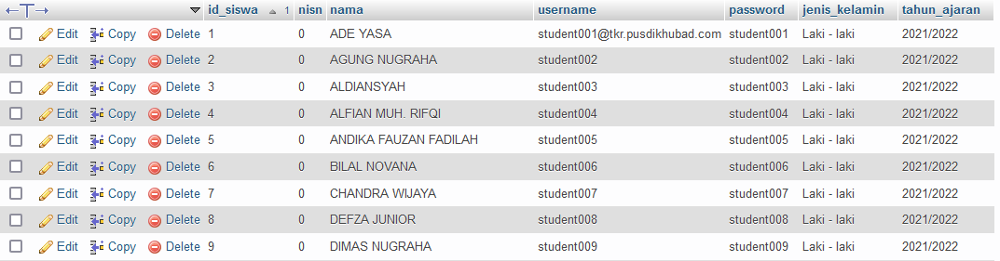 id_siswa 1 nisn nama username password jenis_kelamin tahun_ajaran
Edit Copy Delete 1 0 ADE YASA student001@tkr.pusdikhubad.com student001 Laki - laki 2021/2022
Edit Copy Delete 2 0 AGUNG NUGRAHA student002 student002 Laki - laki 2021/2022
Edit Copy Delete 3 0 ALDIANSYAH student003 student003 Laki - laki 2021/2022
Edit Copy Delete 4 0 ALFIAN MUH. RIFQI student004 student004 Laki - laki 2021/2022
Edit Copy Delete 5 0 ANDIKA FAUZAN FADILAH student005 student005 Laki - laki 2021/2022
Edit Copy Delete 6 0 BILAL NOVANA student006 student006 Laki - laki 2021/2022
Edit Copy Delete 7 0 CHANDRA WIJAYA student007 student007 Laki - laki 2021/2022
Edit Copy Delete 8 0 DEFZA JUNIOR student008 student008 Laki - laki 2021/2022
Edit Copy Delete 9 0 DIMAS NUGRAHA student009 student009 Laki - laki 2021/2022